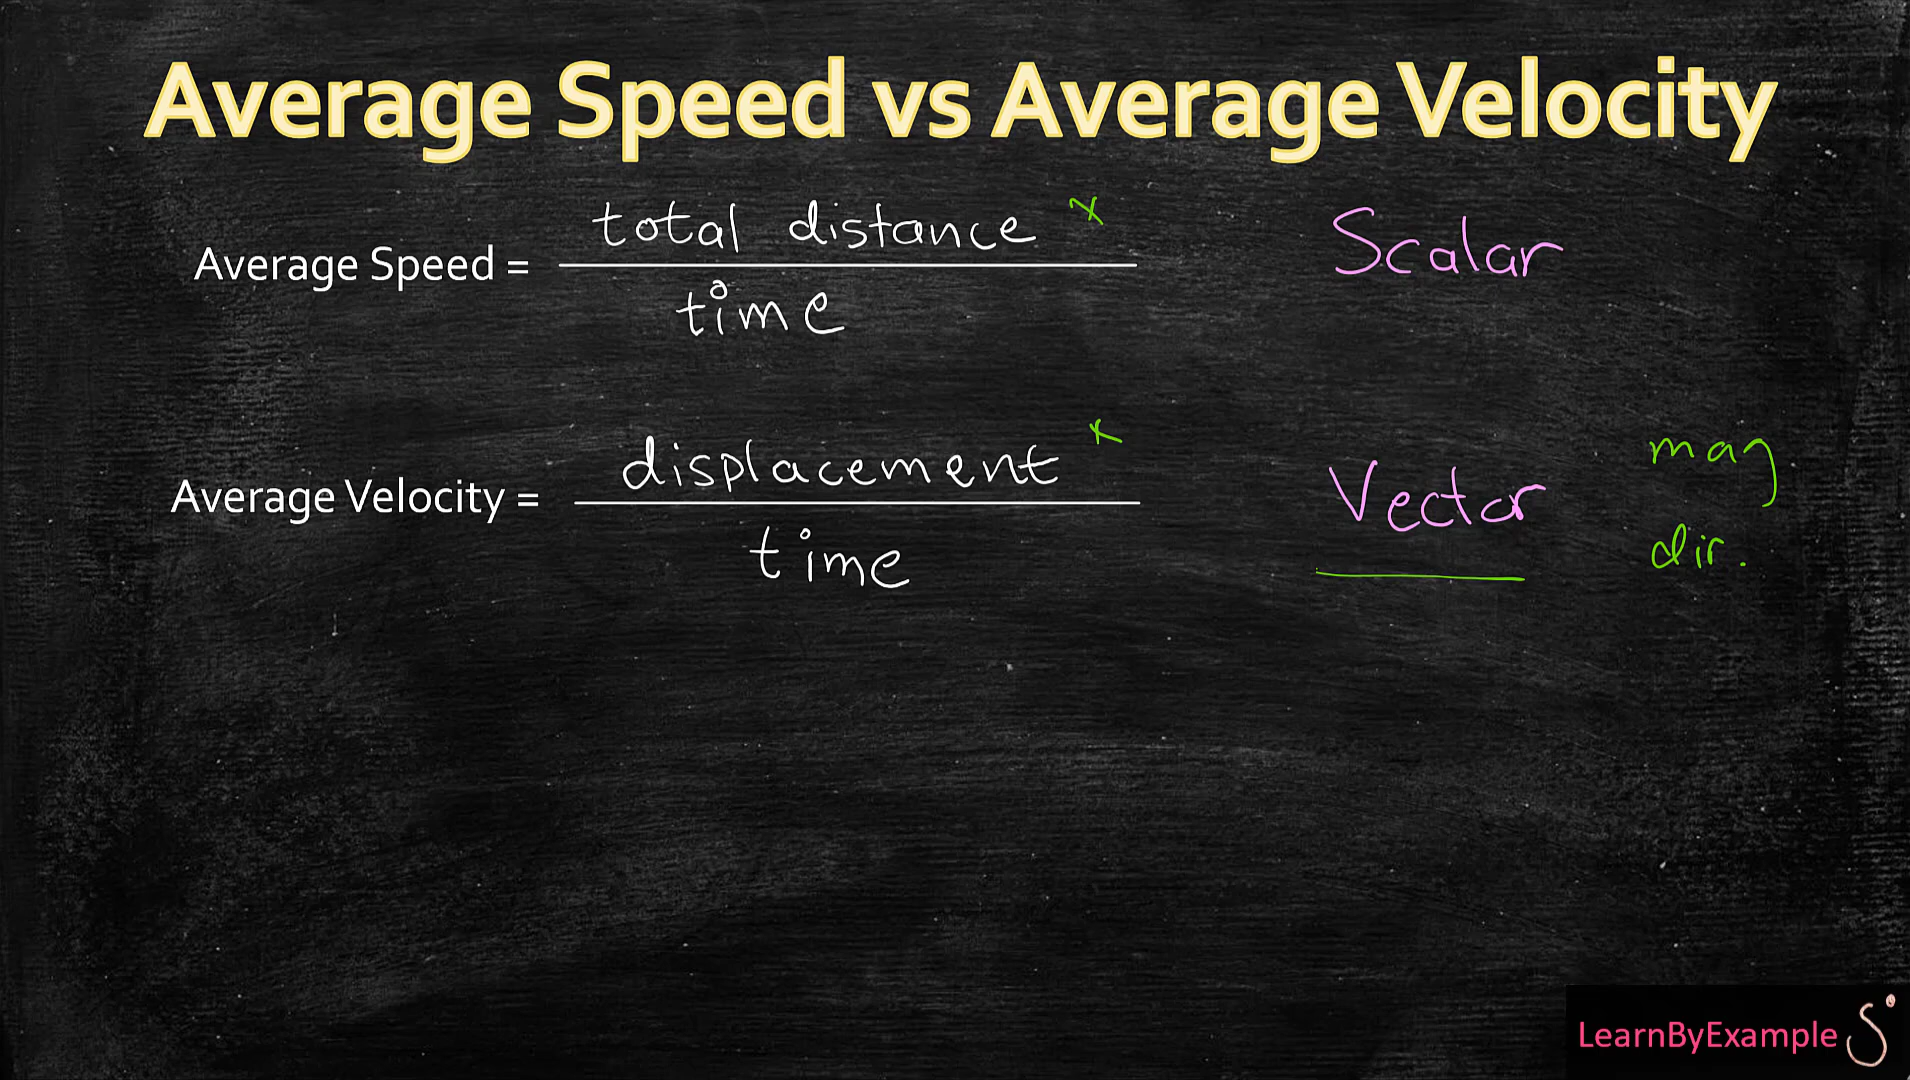 Average Speed vs Average Velocity
Average Speed = total distance x
time
Scalar
Average Velocity = displacement
time
Vector
mag
dir.
LearnByExample